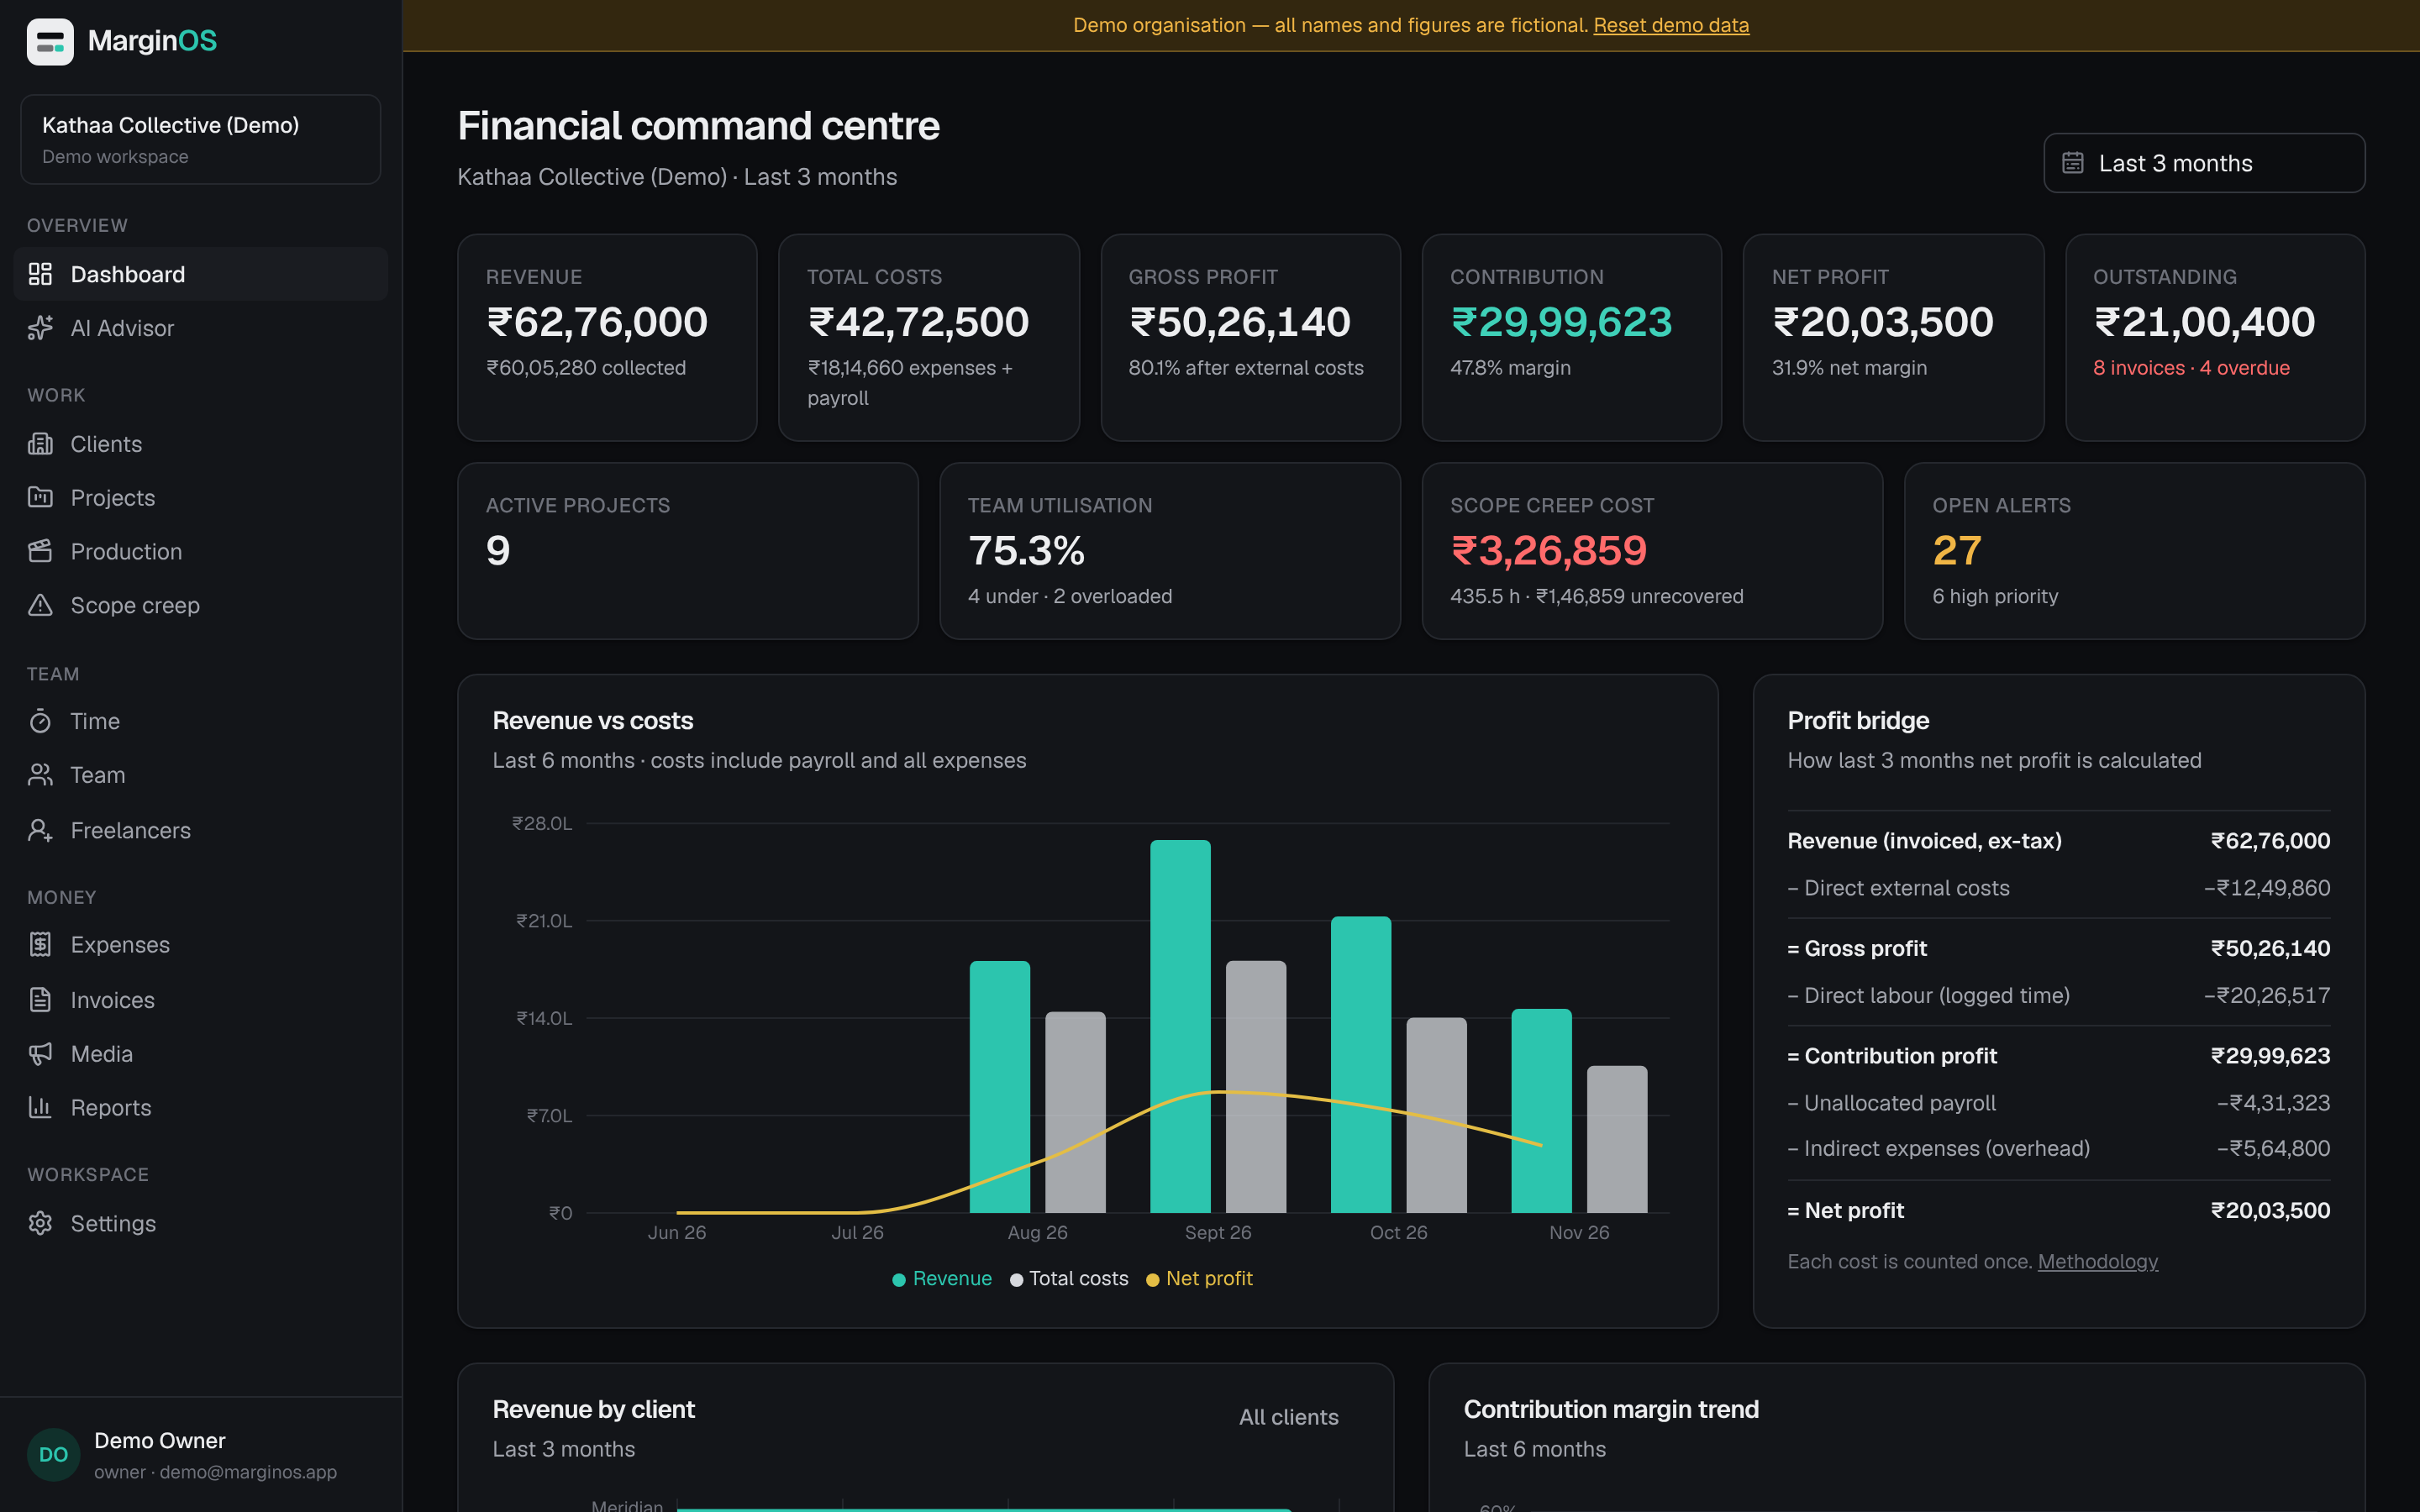 MarginOS
Kathaa Collective (Demo)
Demo workspace
OVERVIEW
Dashboard
AI Advisor
WORK
Clients
Projects
Production
Scope creep
TEAM
Time
Team
Freelancers
MONEY
Expenses
Invoices
Media
Reports
WORKSPACE
Settings
DO
Demo Owner
owner · demo@marginos.app
Demo organisation — all names and figures are fictional. Reset demo data
Financial command centre
Kathaa Collective (Demo) · Last 3 months
Last 3 months
REVENUE
₹62,76,000
₹60,05,280 collected
TOTAL COSTS
₹42,72,500
₹18,14,660 expenses +
payroll
GROSS PROFIT
₹50,26,140
80.1% after external costs
CONTRIBUTION
₹29,99,623
47.8% margin
NET PROFIT
₹20,03,500
31.9% net margin
OUTSTANDING
₹21,00,400
8 invoices · 4 overdue
ACTIVE PROJECTS
9
TEAM UTILISATION
75.3%
4 under · 2 overloaded
SCOPE CREEP COST
₹3,26,859
435.5 h · ₹1,46,859 unrecovered
OPEN ALERTS
27
6 high priority
Revenue vs costs
Last 6 months · costs include payroll and all expenses
₹28.0L
₹21.0L
₹14.0L
₹7.0L
₹0
Jun 26 Jul 26 Aug 26 Sept 26 Oct 26 Nov 26
Revenue Total costs Net profit
Profit bridge
How last 3 months net profit is calculated
Revenue (invoiced, ex-tax) ₹62,76,000
− Direct external costs −₹12,49,860
= Gross profit ₹50,26,140
− Direct labour (logged time) −₹20,26,517
= Contribution profit ₹29,99,623
− Unallocated payroll −₹4,31,323
− Indirect expenses (overhead) −₹5,64,800
= Net profit ₹20,03,500
Each cost is counted once. Methodology
Revenue by client
Last 3 months
All clients
Meridian
Contribution margin trend
Last 6 months
60%